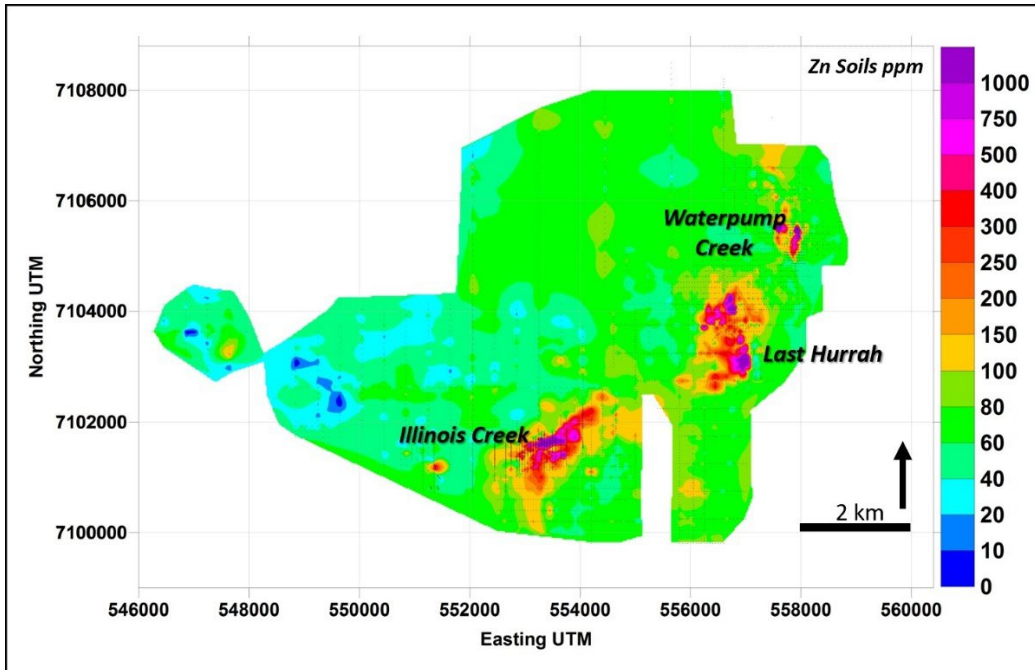 Zn Soils ppm
7108000
7106000
7104000
7102000
7100000
Northing UTM
Waterpump
Creek
Last Hurrah
Illinois Creek
2 km
1000
750
500
400
300
250
200
150
100
80
60
40
20
10
0
546000 548000 550000 552000 554000 556000 558000 560000
Easting UTM